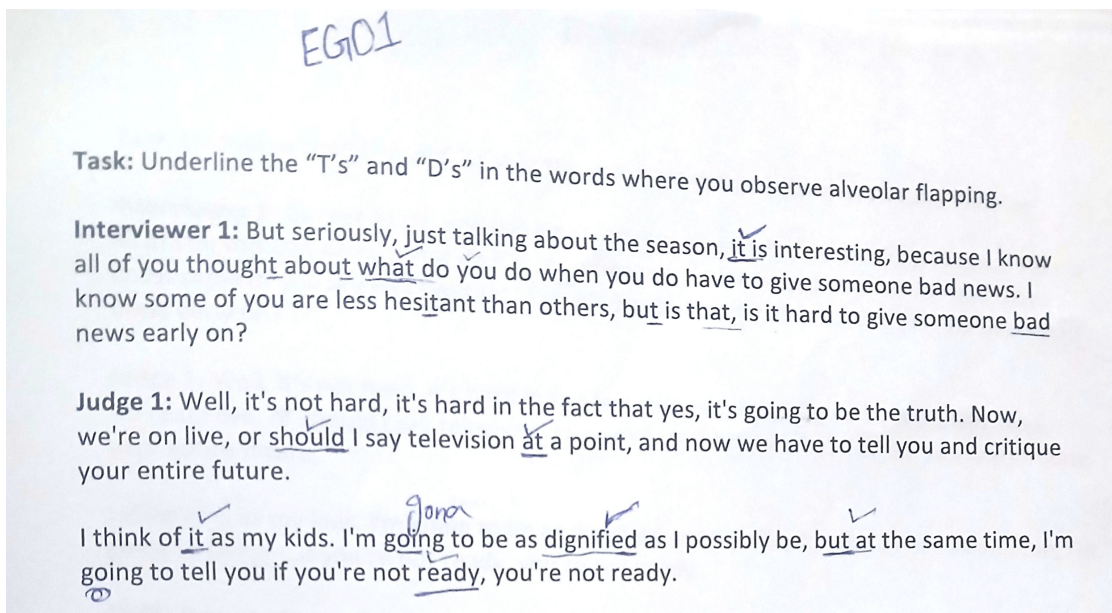 EG01
Task: Underline the “T’s” and “D’s” in the words where you observe alveolar flapping.
Interviewer 1: But seriously, just talking about the season, it is interesting, because I know
all of you thought about what do you do when you do have to give someone bad news. I
know some of you are less hesitant than others, but is that, is it hard to give someone bad
news early on?
Judge 1: Well, it's not hard, it's hard in the fact that yes, it's going to be the truth. Now,
we're on live, or should I say television at a point, and now we have to tell you and critique
your entire future.
gona
I think of it as my kids. I'm going to be as dignified as I possibly be, but at the same time, I'm
going to tell you if you're not ready, you're not ready.